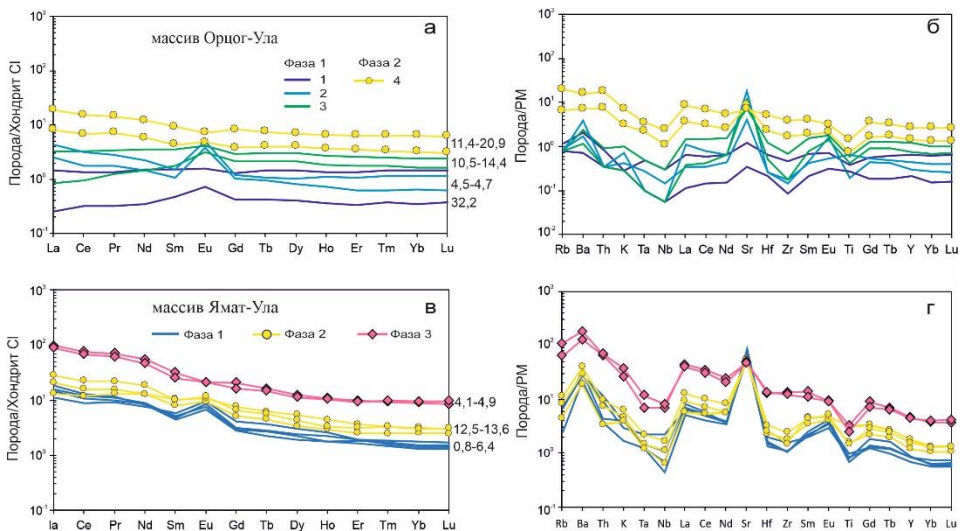 а
массив Орцог-Ула
Фаза 1 Фаза 2
1 4
2
3
Порода/Хондрит CI
10³
10²
10¹
10⁰
10⁻¹
11,4-20,9
10,5-14,4
4,5-4,7
32,2
La Ce Pr Nd Sm Eu Gd Tb Dy Ho Er Tm Yb Lu
б
Порода/РМ
10³
10²
10¹
10⁰
10⁻¹
10⁻²
Rb Ba Th K Ta Nb La Ce Nd Sr Hf Zr Sm Eu Ti Gd Tb Y Yb Lu
в
массив Ямат-Ула
Фаза 1 Фаза 2 Фаза 3
Порода/Хондрит CI
10³
10²
10¹
10⁰
10⁻¹
4,1-4,9
12,5-13,6
0,8-6,4
la Ce Pr Nd Sm Eu Gd Tb Dy Ho Er Tm Yb Lu
г
Порода/РМ
10³
10²
10¹
10⁰
10⁻¹
Rb Ba Th K Ta Nb La Ce Nd Sr Hf Zr Sm Eu Ti Gd Tb Y Yb Lu